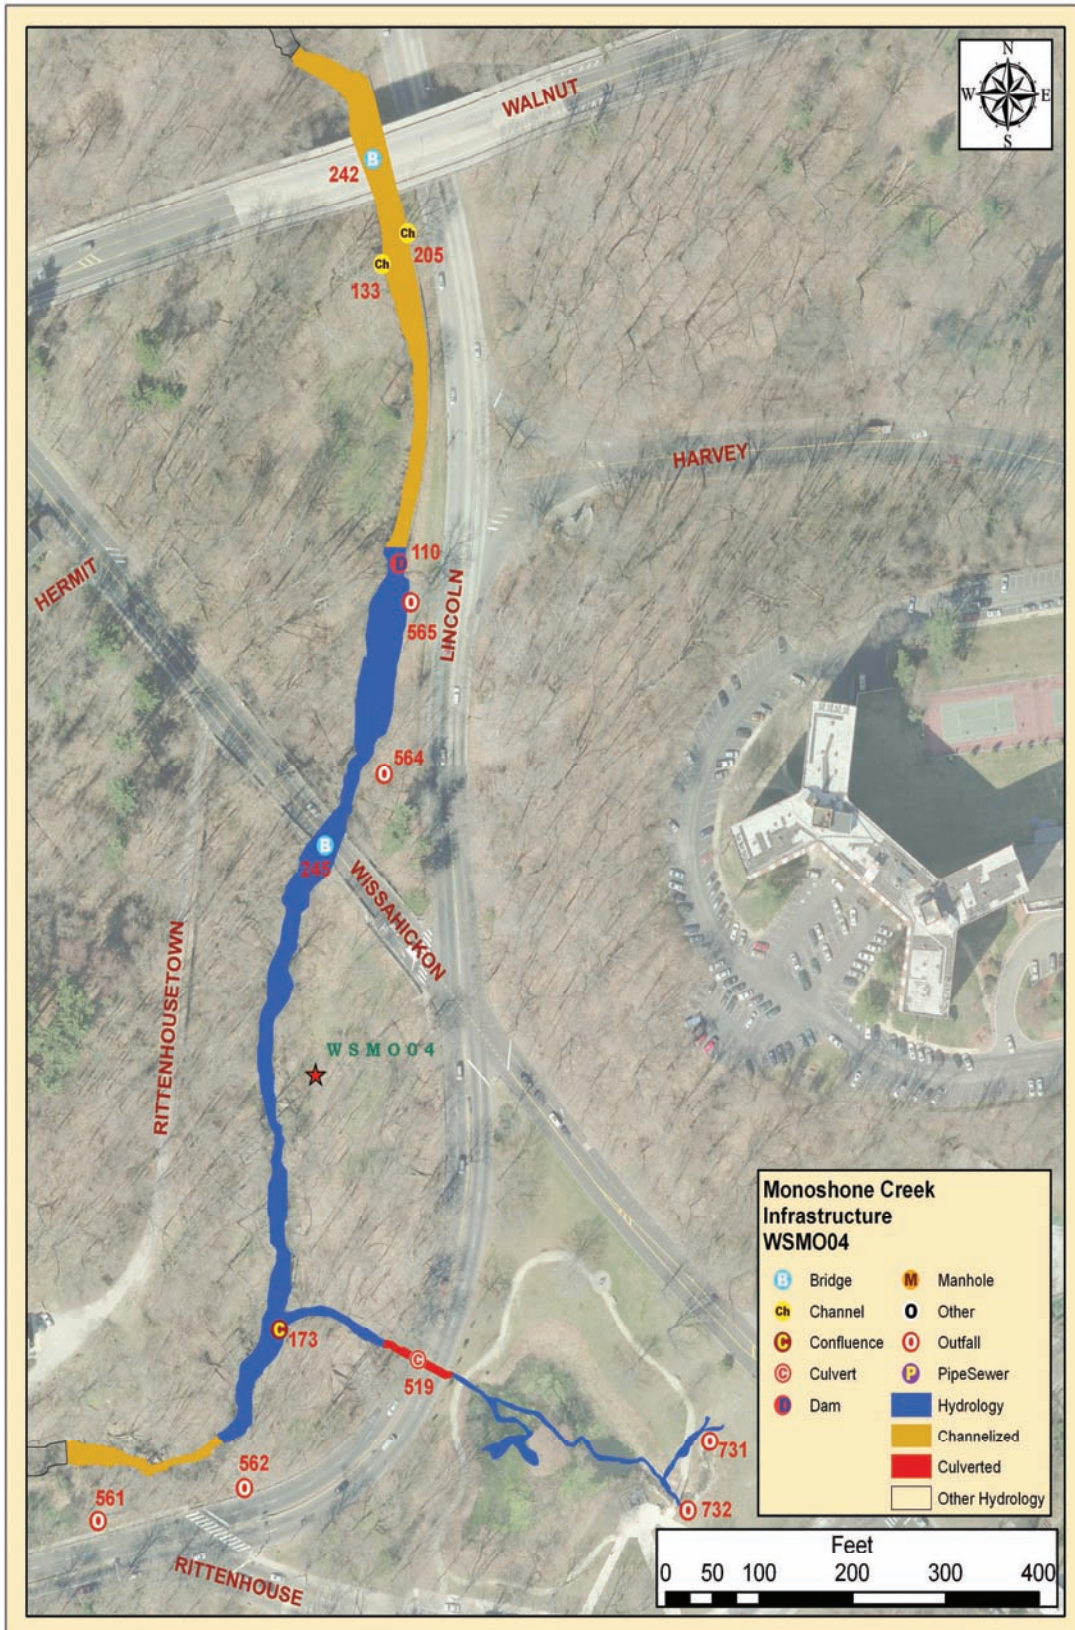 N
W E
S
WALNUT
B
242
Ch
205
Ch
133
HARVEY
HERMIT
110
D
O
565
LINCOLN
564
O
B
245
WISSAHICKON
RITTENHOUSETOWN
WSMO04
C
173
C
519
O
731
O
732
562
O
561
O
RITTENHOUSE
Monoshone Creek
Infrastructure
WSMO04
B Bridge
M Manhole
Ch Channel
O Other
C Confluence
O Outfall
C Culvert
P PipeSewer
D Dam
Hydrology
Channelized
Culverted
Other Hydrology
Feet
0 50 100 200 300 400